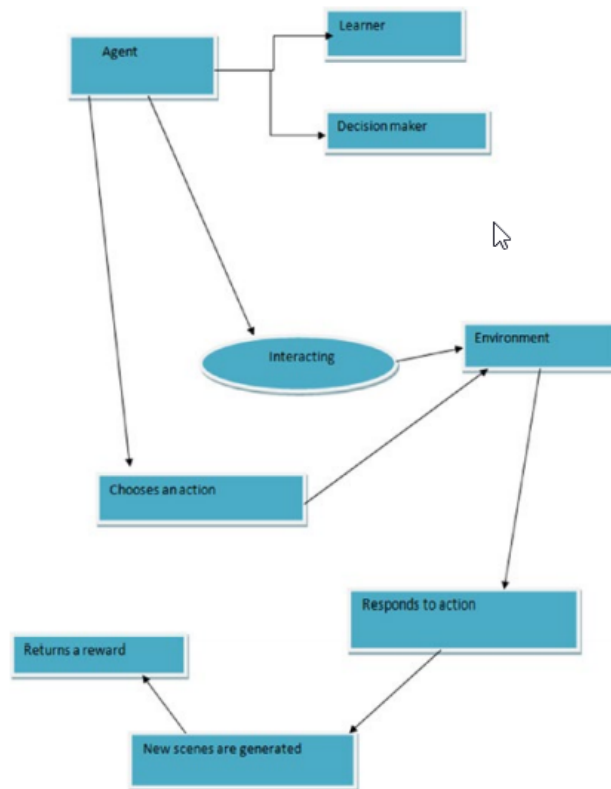 Learner
Agent
Decision maker
Interacting
Environment
Chooses an action
Responds to action
Returns a reward
New scenes are generated